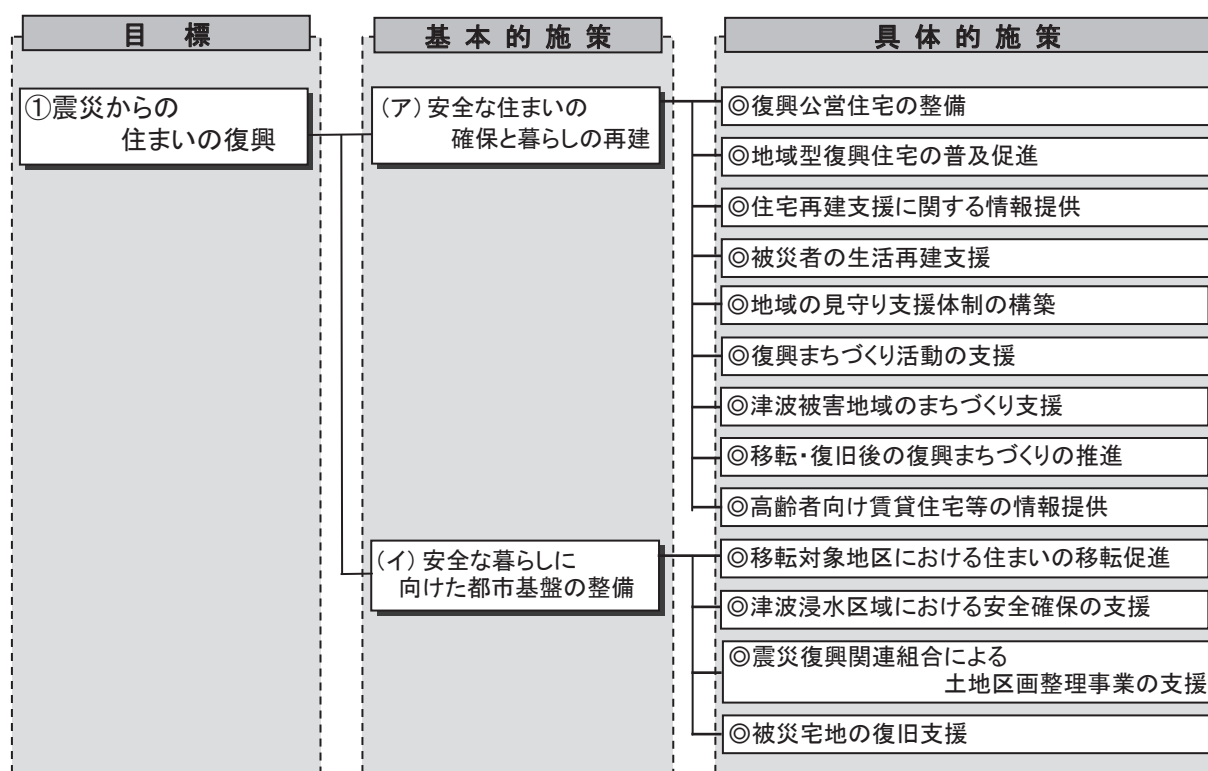 目標
基本的施策
具体的施策
①震災からの
住まいの復興
(ア)安全な住まいの
確保と暮らしの再建
◎復興公営住宅の整備
◎地域型復興住宅の普及促進
◎住宅再建支援に関する情報提供
◎被災者の生活再建支援
◎地域の見守り支援体制の構築
◎復興まちづくり活動の支援
◎津波被害地域のまちづくり支援
◎移転・復旧後の復興まちづくりの推進
◎高齢者向け賃貸住宅等の情報提供
(イ)安全な暮らしに
向けた都市基盤の整備
◎移転対象地区における住まいの移転促進
◎津波浸水区域における安全確保の支援
◎震災復興関連組合による
土地区画整理事業の支援
◎被災宅地の復旧支援